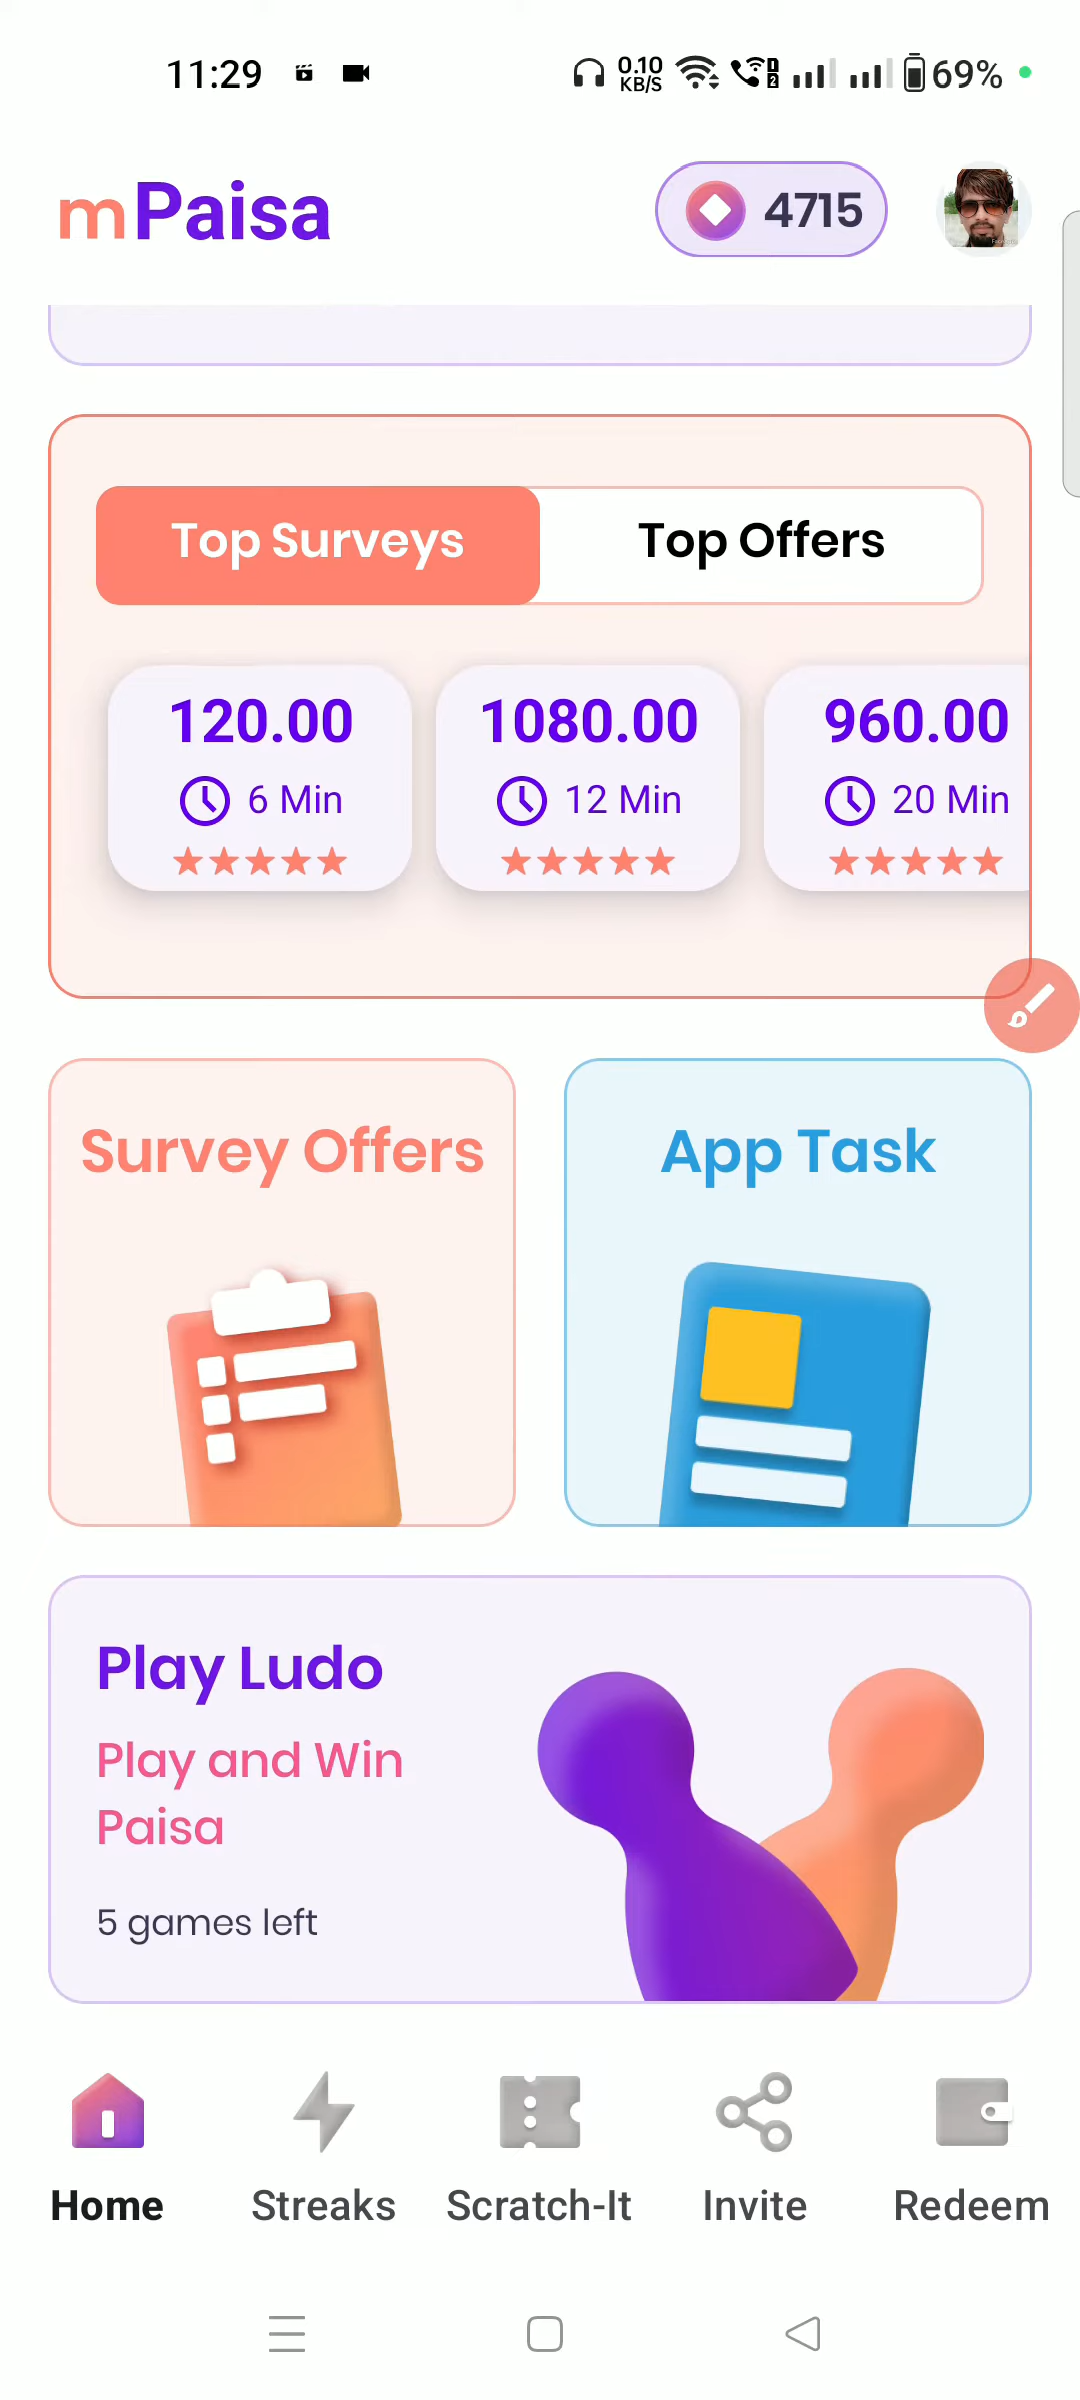 11:29
0.10
KB/S
69%
mPaisa
4715
Top Surveys
Top Offers
120.00
1080.00
960.00
6 Min
12 Min
20 Min
Survey Offers
App Task
Play Ludo
Play and Win
Paisa
5 games left
Home
Streaks
Scratch-It
Invite
Redeem